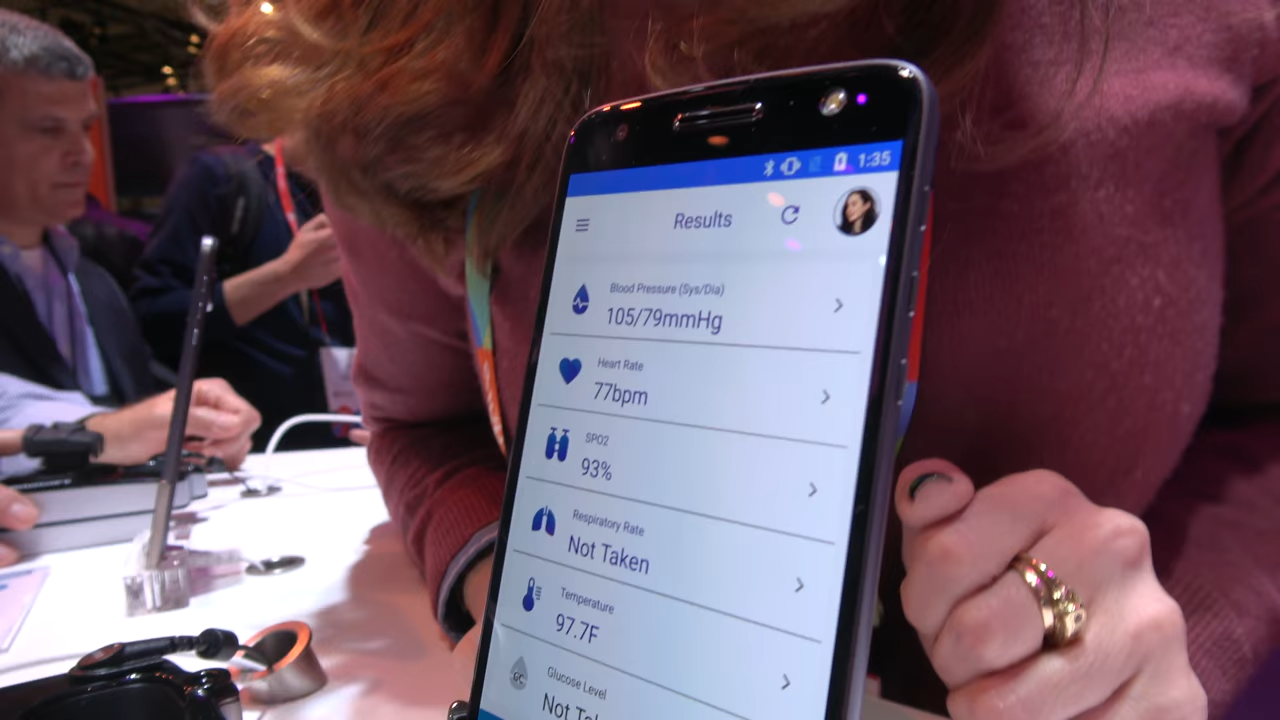 1:35
Results
Blood Pressure (Sys/Dia)
105/79mmHg
Heart Rate
77bpm
SPO2
93%
Respiratory Rate
Not Taken
Temperature
97.7F
GC
Glucose Level
Not